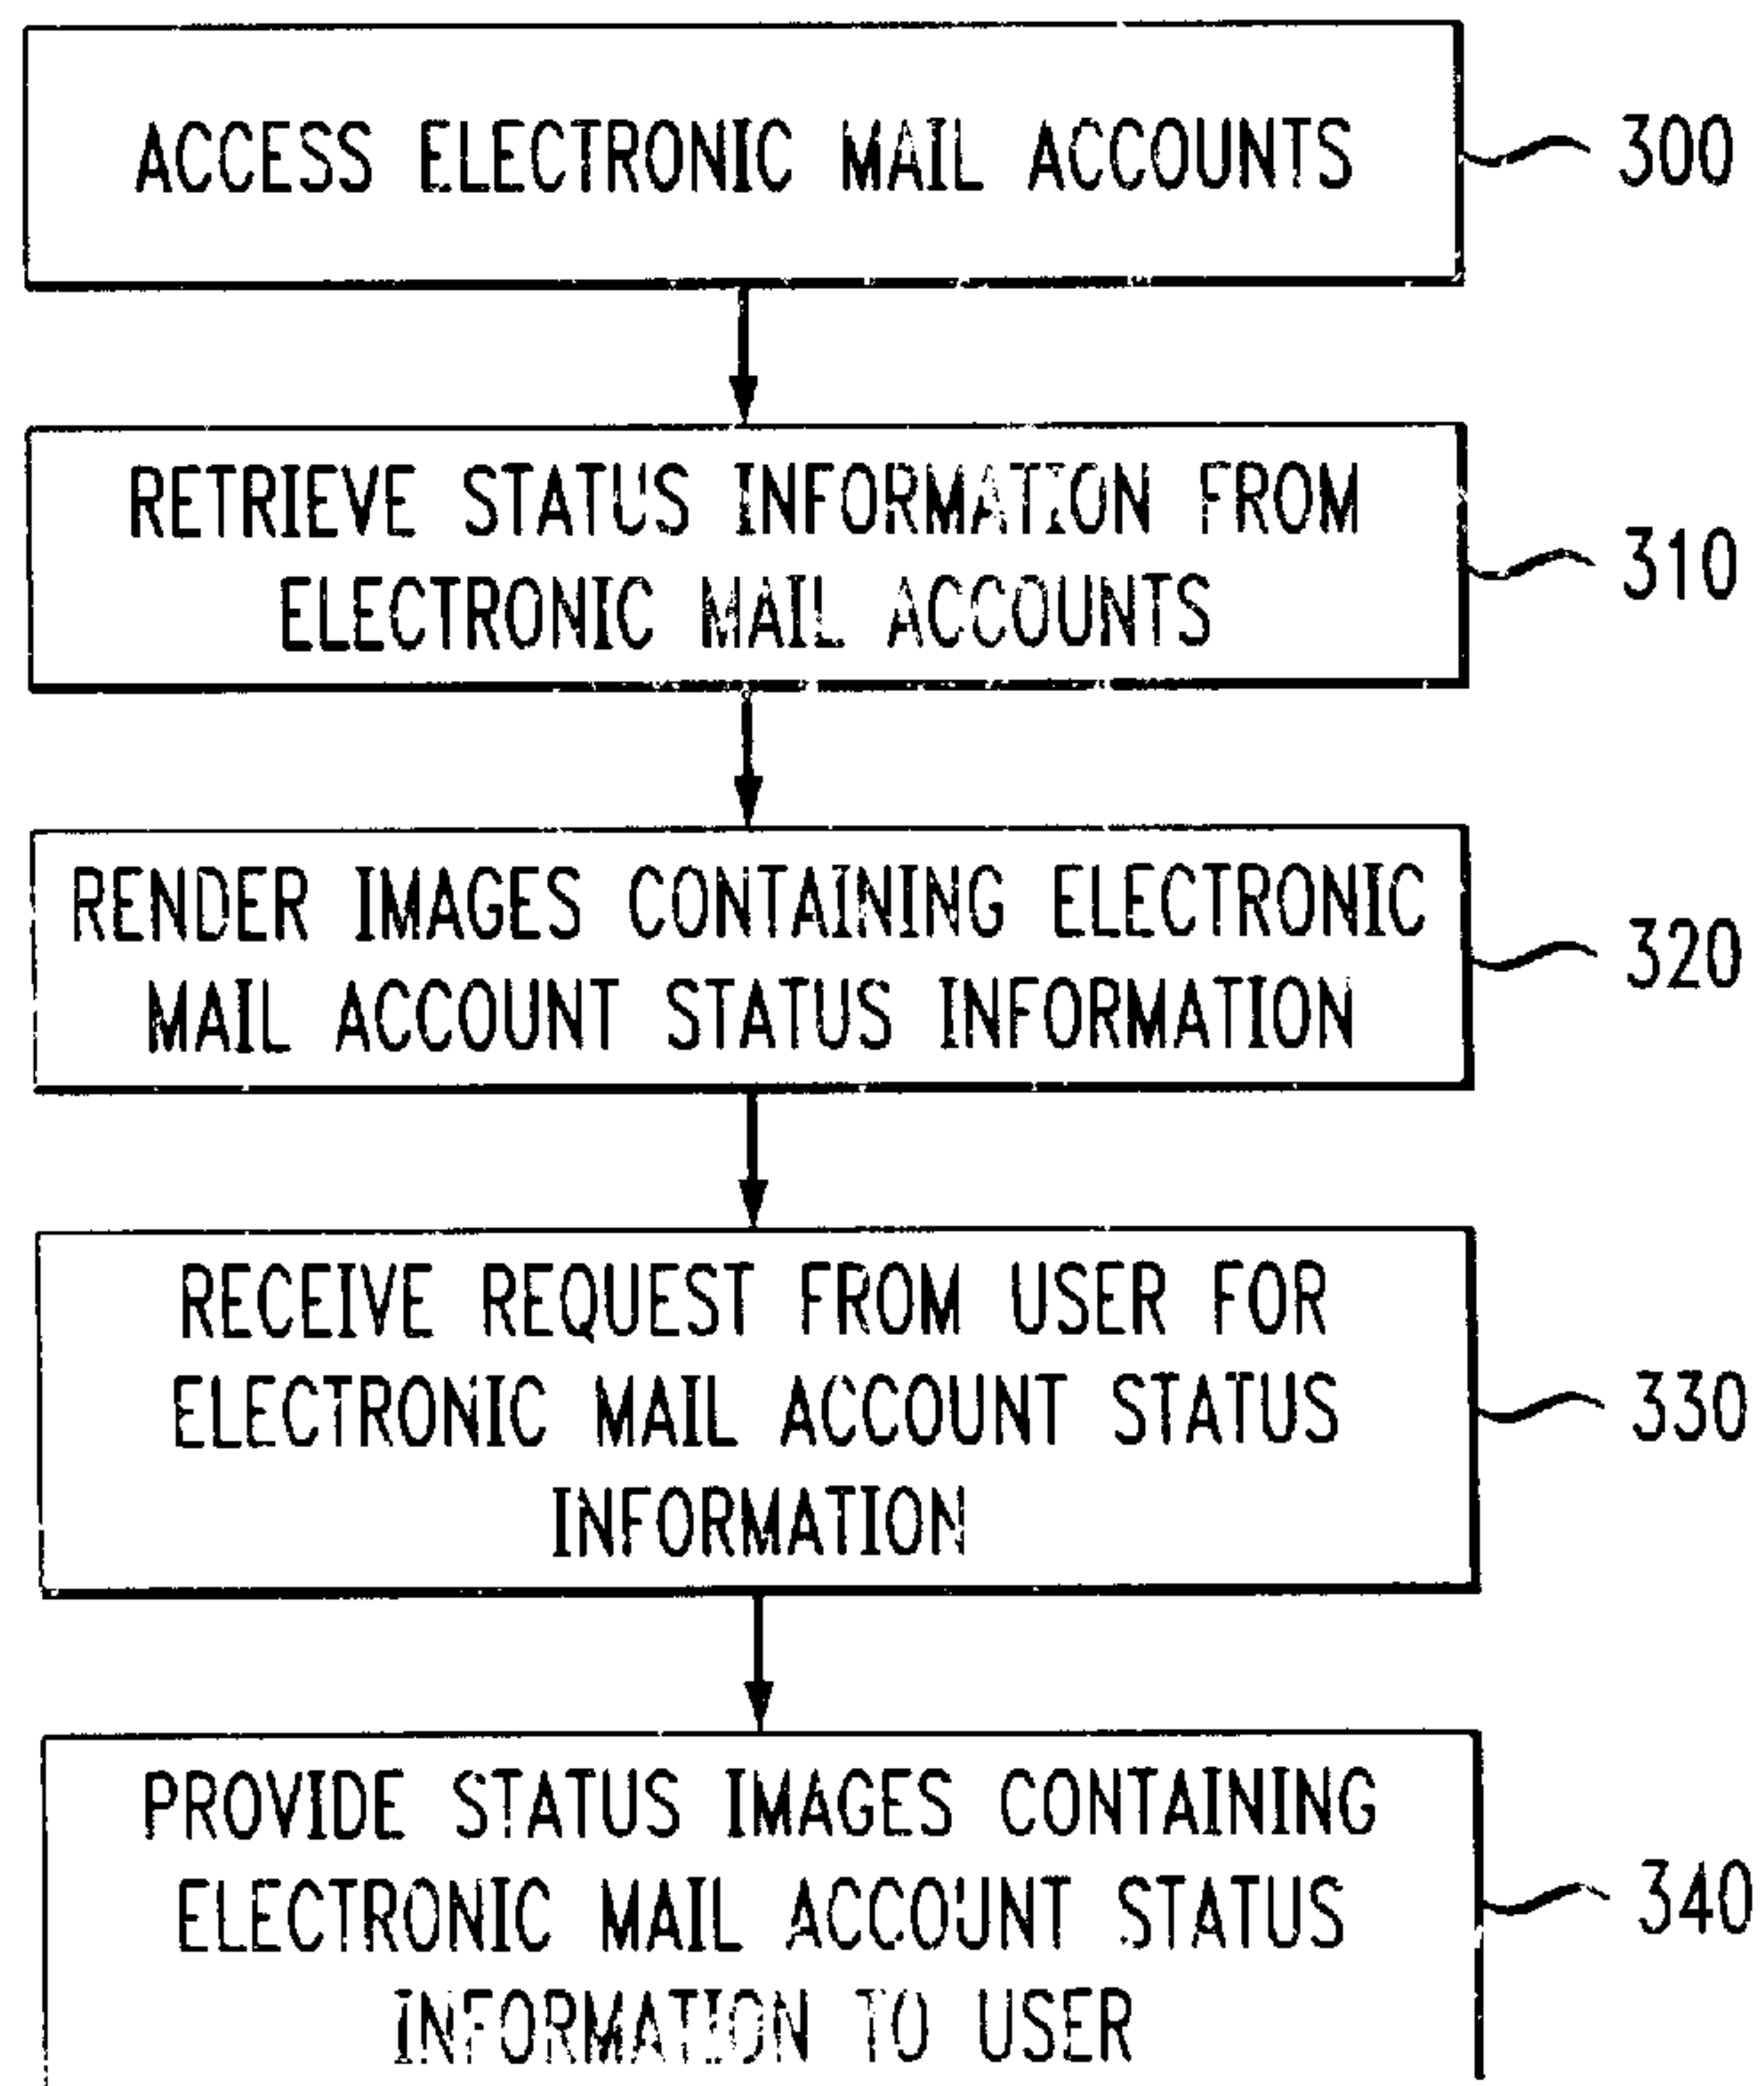 ACCESS ELECTRONIC MAIL ACCOUNTS
300
RETRIEVE STATUS INFORMATION FROM
ELECTRONIC MAIL ACCOUNTS
310
RENDER IMAGES CONTAINING ELECTRONIC
MAIL ACCOUNT STATUS INFORMATION
320
RECEIVE REQUEST FROM USER FOR
ELECTRONIC MAIL ACCOUNT STATUS
INFORMATION
330
PROVIDE STATUS IMAGES CONTAINING
ELECTRONIC MAIL ACCOUNT STATUS
INFORMATION TO USER
340